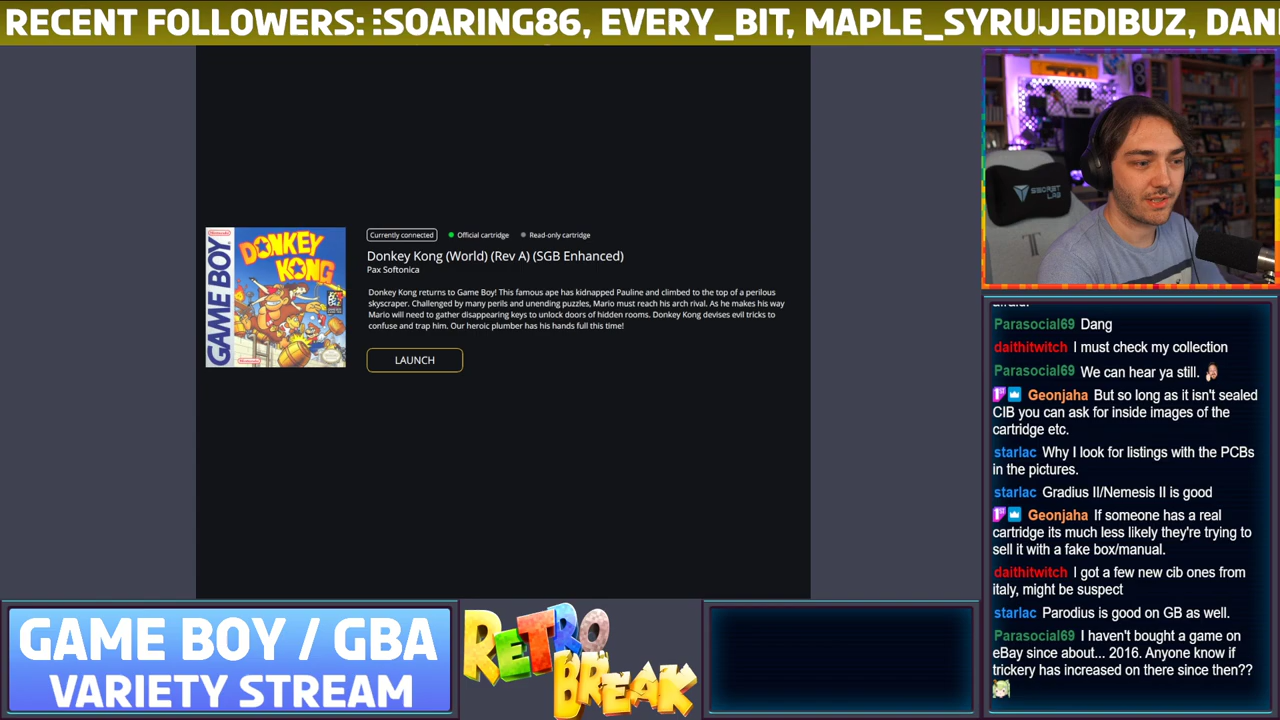 RECENT FOLLOWERS: SOARING86, EVERY_BIT, MAPLE_SYRU JEDIBUZ, DAN
SECRET LAB
GAME BOY
Nintendo
DONKEY KONG
Currently connected
Official cartridge
Read-only cartridge
Donkey Kong (World) (Rev A) (SGB Enhanced)
Pax Softonica
Donkey Kong returns to Game Boy! This famous ape has kidnapped Pauline and climbed to the top of a perilous
skyscraper. Challenged by many perils and unending puzzles, Mario must reach his arch rival. As he makes his way
Mario will need to gather disappearing keys to unlock doors of hidden rooms. Donkey Kong devises evil tricks to
confuse and trap him. Our heroic plumber has his hands full this time!
LAUNCH
Parasocial69 Dang
daithitwitch I must check my collection
Parasocial69 We can hear ya still.
Geonjaha But so long as it isn't sealed
CIB you can ask for inside images of the
cartridge etc.
starlac Why I look for listings with the PCBs
in the pictures.
starlac Gradius II/Nemesis II is good
Geonjaha If someone has a real
cartridge its much less likely they're trying to
sell it with a fake box/manual.
daithitwitch I got a few new cib ones from
italy, might be suspect
starlac Parodius is good on GB as well.
Parasocial69 I haven't bought a game on
eBay since about... 2016. Anyone know if
trickery has increased on there since then??
GAME BOY / GBA
VARIETY STREAM
RETRO
BREAK